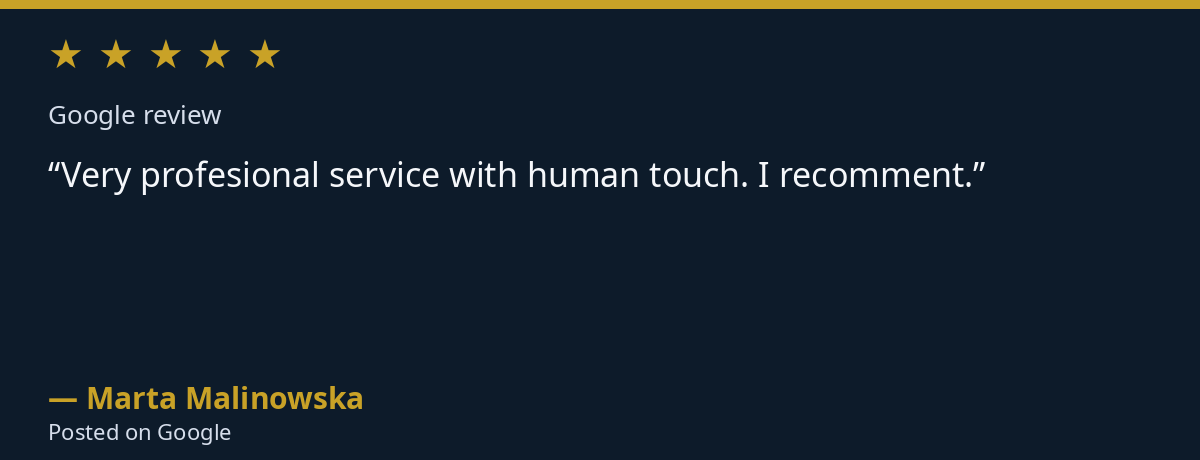 ★ ★ ★ ★ ★
Google review
“Very profesional service with human touch. I recomment.”
— Marta Malinowska
Posted on Google